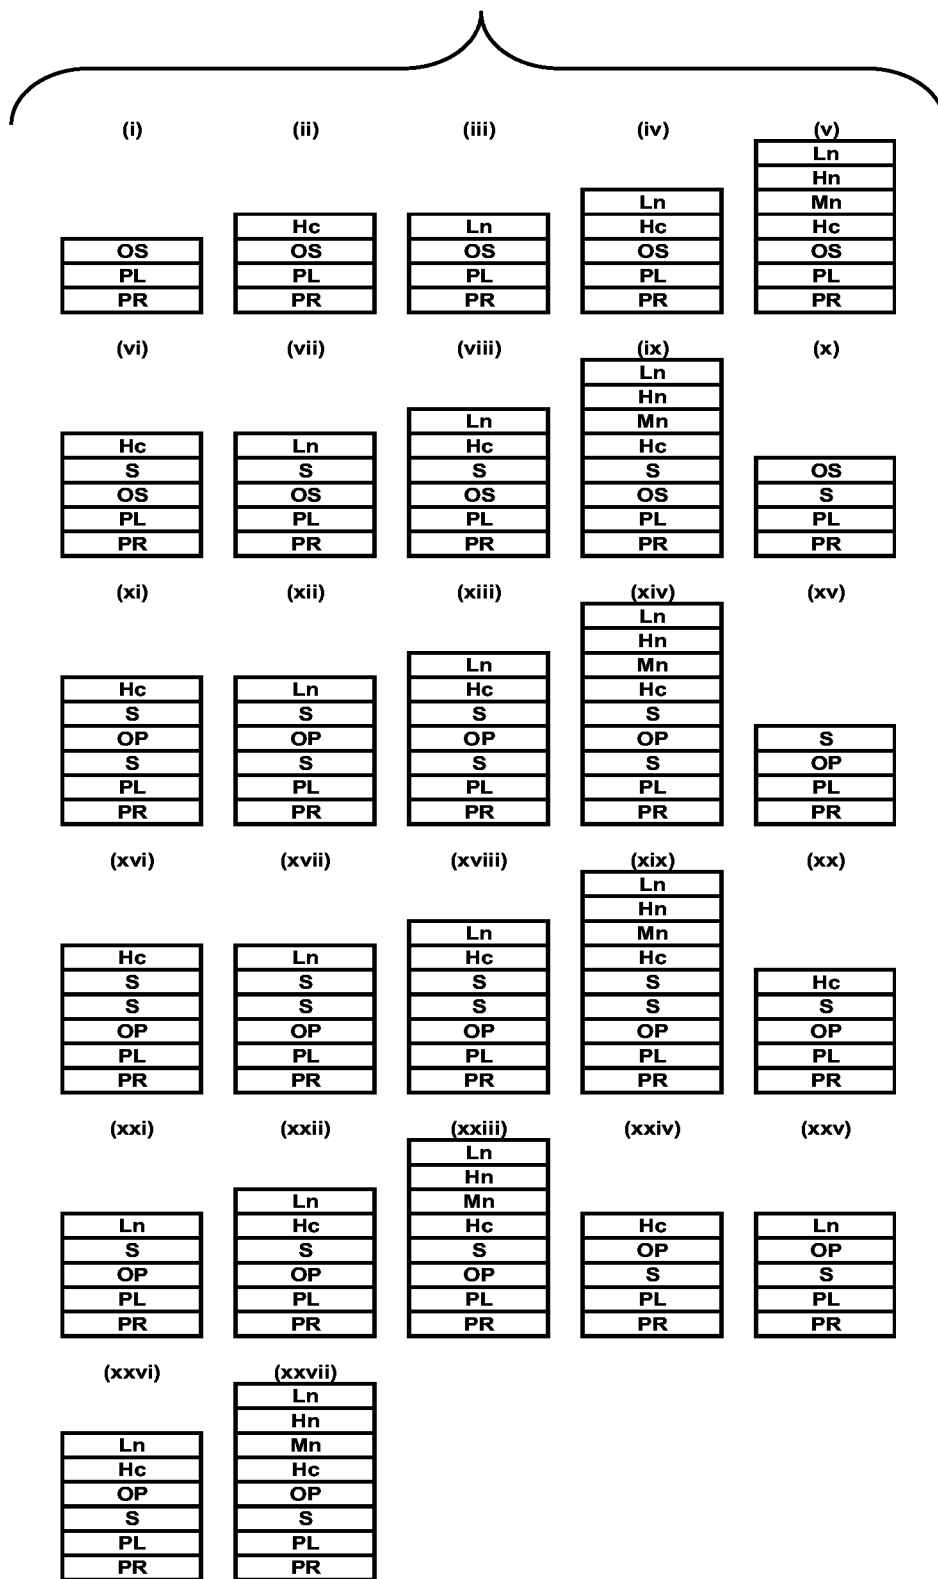 (i) (ii) (iii) (iv) (v)
Ln
Hn
Ln Mn
Hc Ln Hc Hc
OS OS OS OS OS
PL PL PL PL PL
PR PR PR PR PR
(vi) (vii) (viii) (ix) (x)
Ln
Hn
Ln Mn
Hc Ln Hc Hc
S S S S OS
OS OS OS OS S
PL PL PL PL PL
PR PR PR PR PR
(xi) (xii) (xiii) (xiv) (xv)
Ln
Hn
Ln Mn
Hc Ln Hc Hc
S S S S
OP OP OP OP S
S S S S OP
PL PL PL PL PL
PR PR PR PR PR
(xvi) (xvii) (xviii) (xix) (xx)
Ln
Hn
Ln Mn
Hc Ln Hc Hc
S S S S Hc
S S S S S
OP OP OP OP OP
PL PL PL PL PL
PR PR PR PR PR
(xxi) (xxii) (xxiii) (xxiv) (xxv)
Ln
Hn
Ln Mn
Ln Hc Hc Hc Ln
S S S OP OP
OP OP OP S S
PL PL PL PL PL
PR PR PR PR PR
(xxvi) (xxvii)
Ln
Hn
Ln Mn
Hc Hc
OP OP
S S
PL PL
PR PR